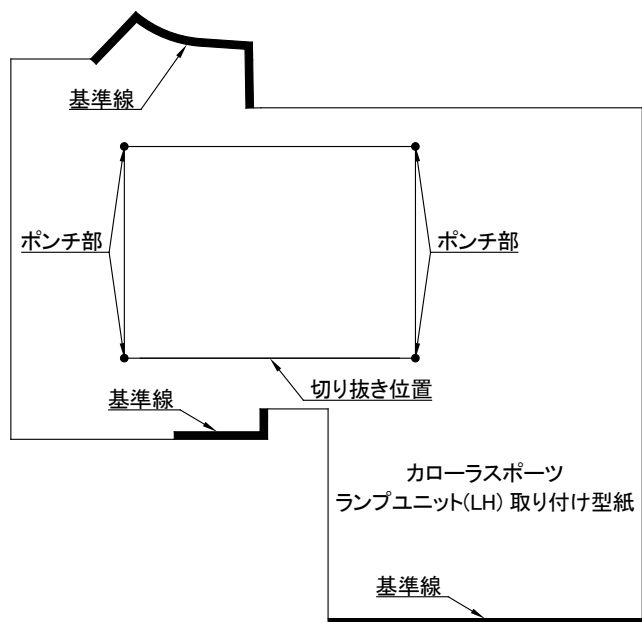 基準線
ポンチ部
ポンチ部
切り抜き位置
基準線
カローラスポーツ
ランプユニット(LH) 取り付け型紙
基準線